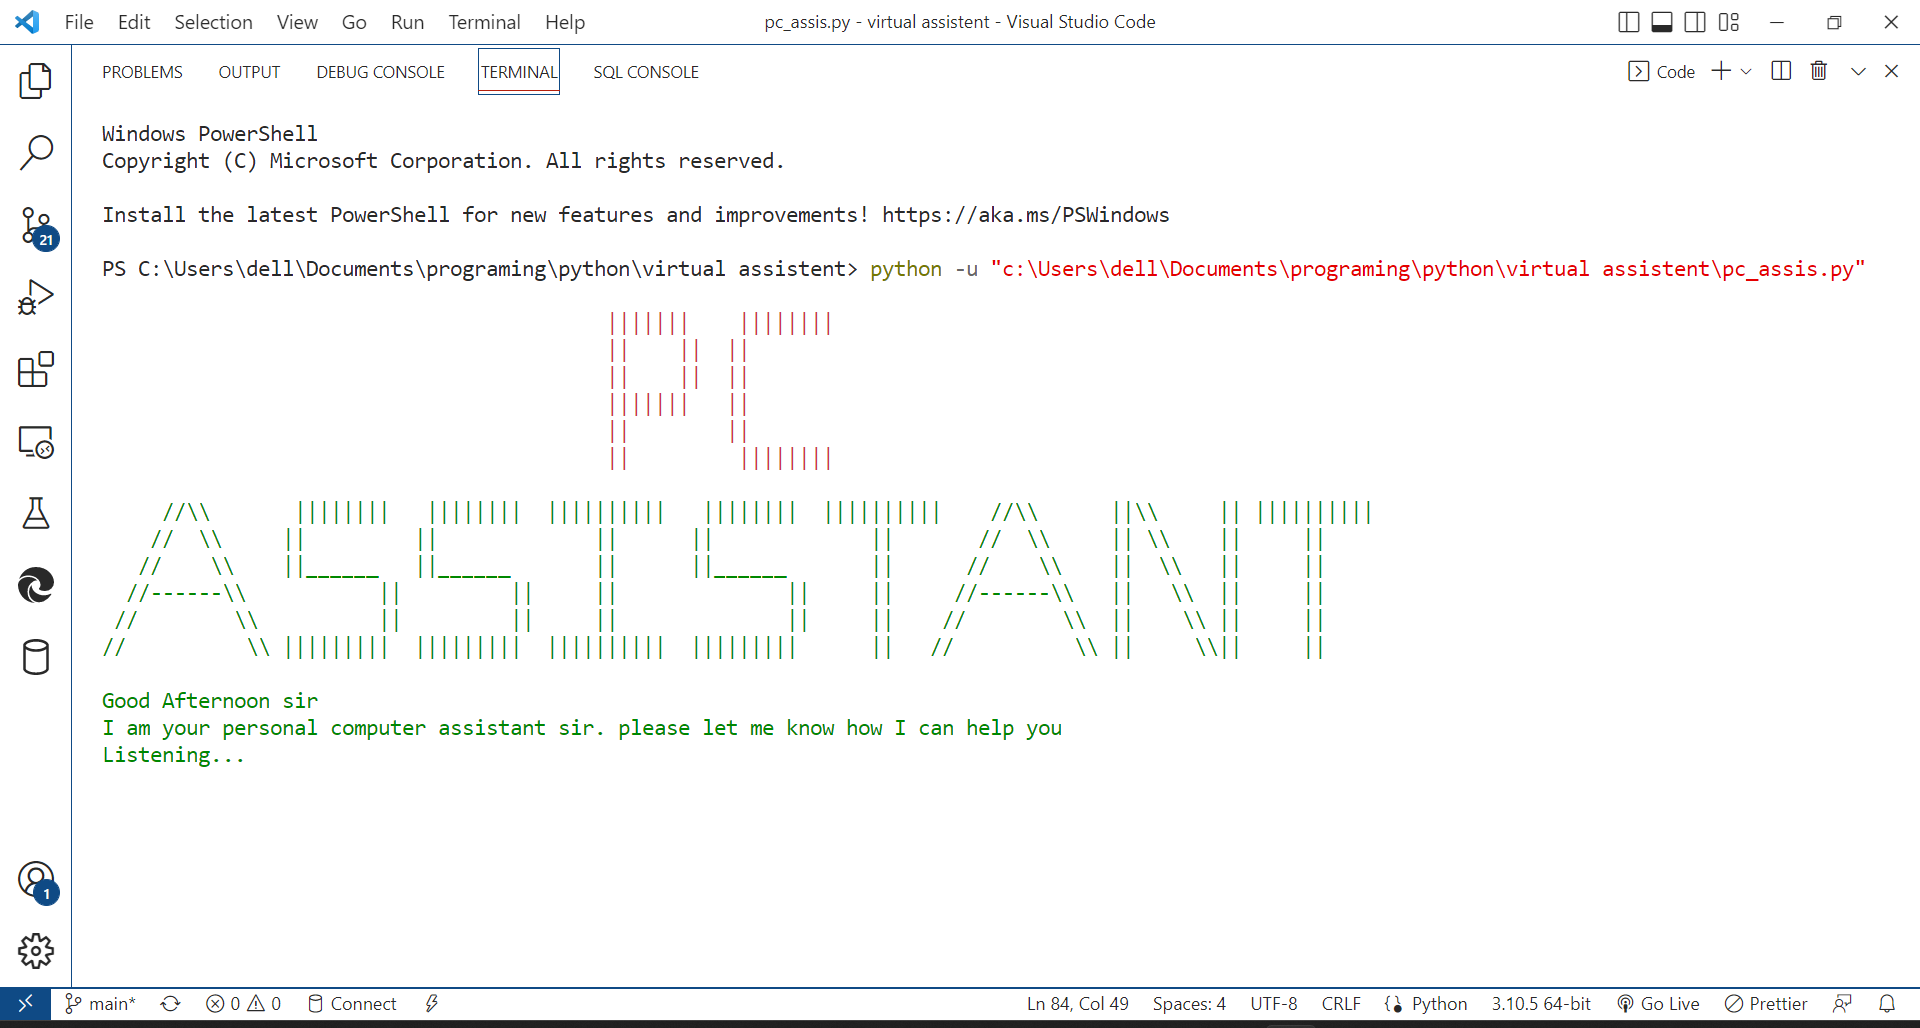 File Edit Selection View Go Run Terminal Help pc_assis.py - virtual assistent - Visual Studio Code
PROBLEMS OUTPUT DEBUG CONSOLE TERMINAL SQL CONSOLE Code
Windows PowerShell
Copyright (C) Microsoft Corporation. All rights reserved.
Install the latest PowerShell for new features and improvements! https://aka.ms/PSWindows
PS C:\Users\dell\Documents\programing\python\virtual assistent> python -u "c:\Users\dell\Documents\programing\python\virtual assistent\pc_assis.py"
PC
ASSISTANT
Good Afternoon sir
I am your personal computer assistant sir. please let me know how I can help you
Listening...
21
1
main* 0 0 Connect Ln 84, Col 49 Spaces: 4 UTF-8 CRLF Python 3.10.5 64-bit Go Live Prettier